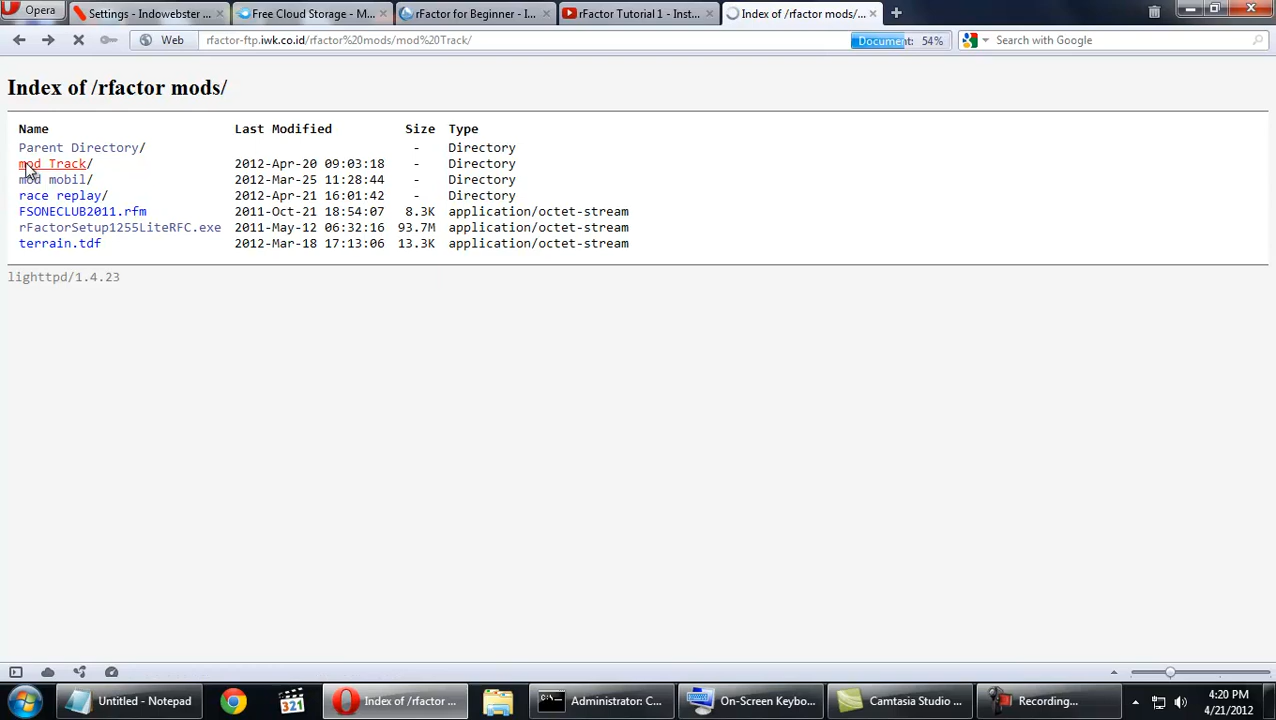 Opera
Settings - Indowebster ...
Free Cloud Storage - M...
rFactor for Beginner - I...
rFactor Tutorial 1 - Inst...
Index of /rfactor mods/...
Web
rfactor-ftp.iwk.co.id/rfactor%20mods/mod%20Track/
Document: 54%
Search with Google
Index of /rfactor mods/
Name Last Modified Size Type
Parent Directory/ - Directory
mod Track/ 2012-Apr-20 09:03:18 - Directory
mod mobil/ 2012-Mar-25 11:28:44 - Directory
race replay/ 2012-Apr-21 16:01:42 - Directory
FSONECLUB2011.rfm 2011-Oct-21 18:54:07 8.3K application/octet-stream
rFactorSetup1255LiteRFC.exe 2011-May-12 06:32:16 93.7M application/octet-stream
terrain.tdf 2012-Mar-18 17:13:06 13.3K application/octet-stream
lighttpd/1.4.23
Untitled - Notepad
321
Index of /rfactor ...
Administrator: C...
On-Screen Keybo...
Camtasia Studio ...
Recording...
4:20 PM
4/21/2012